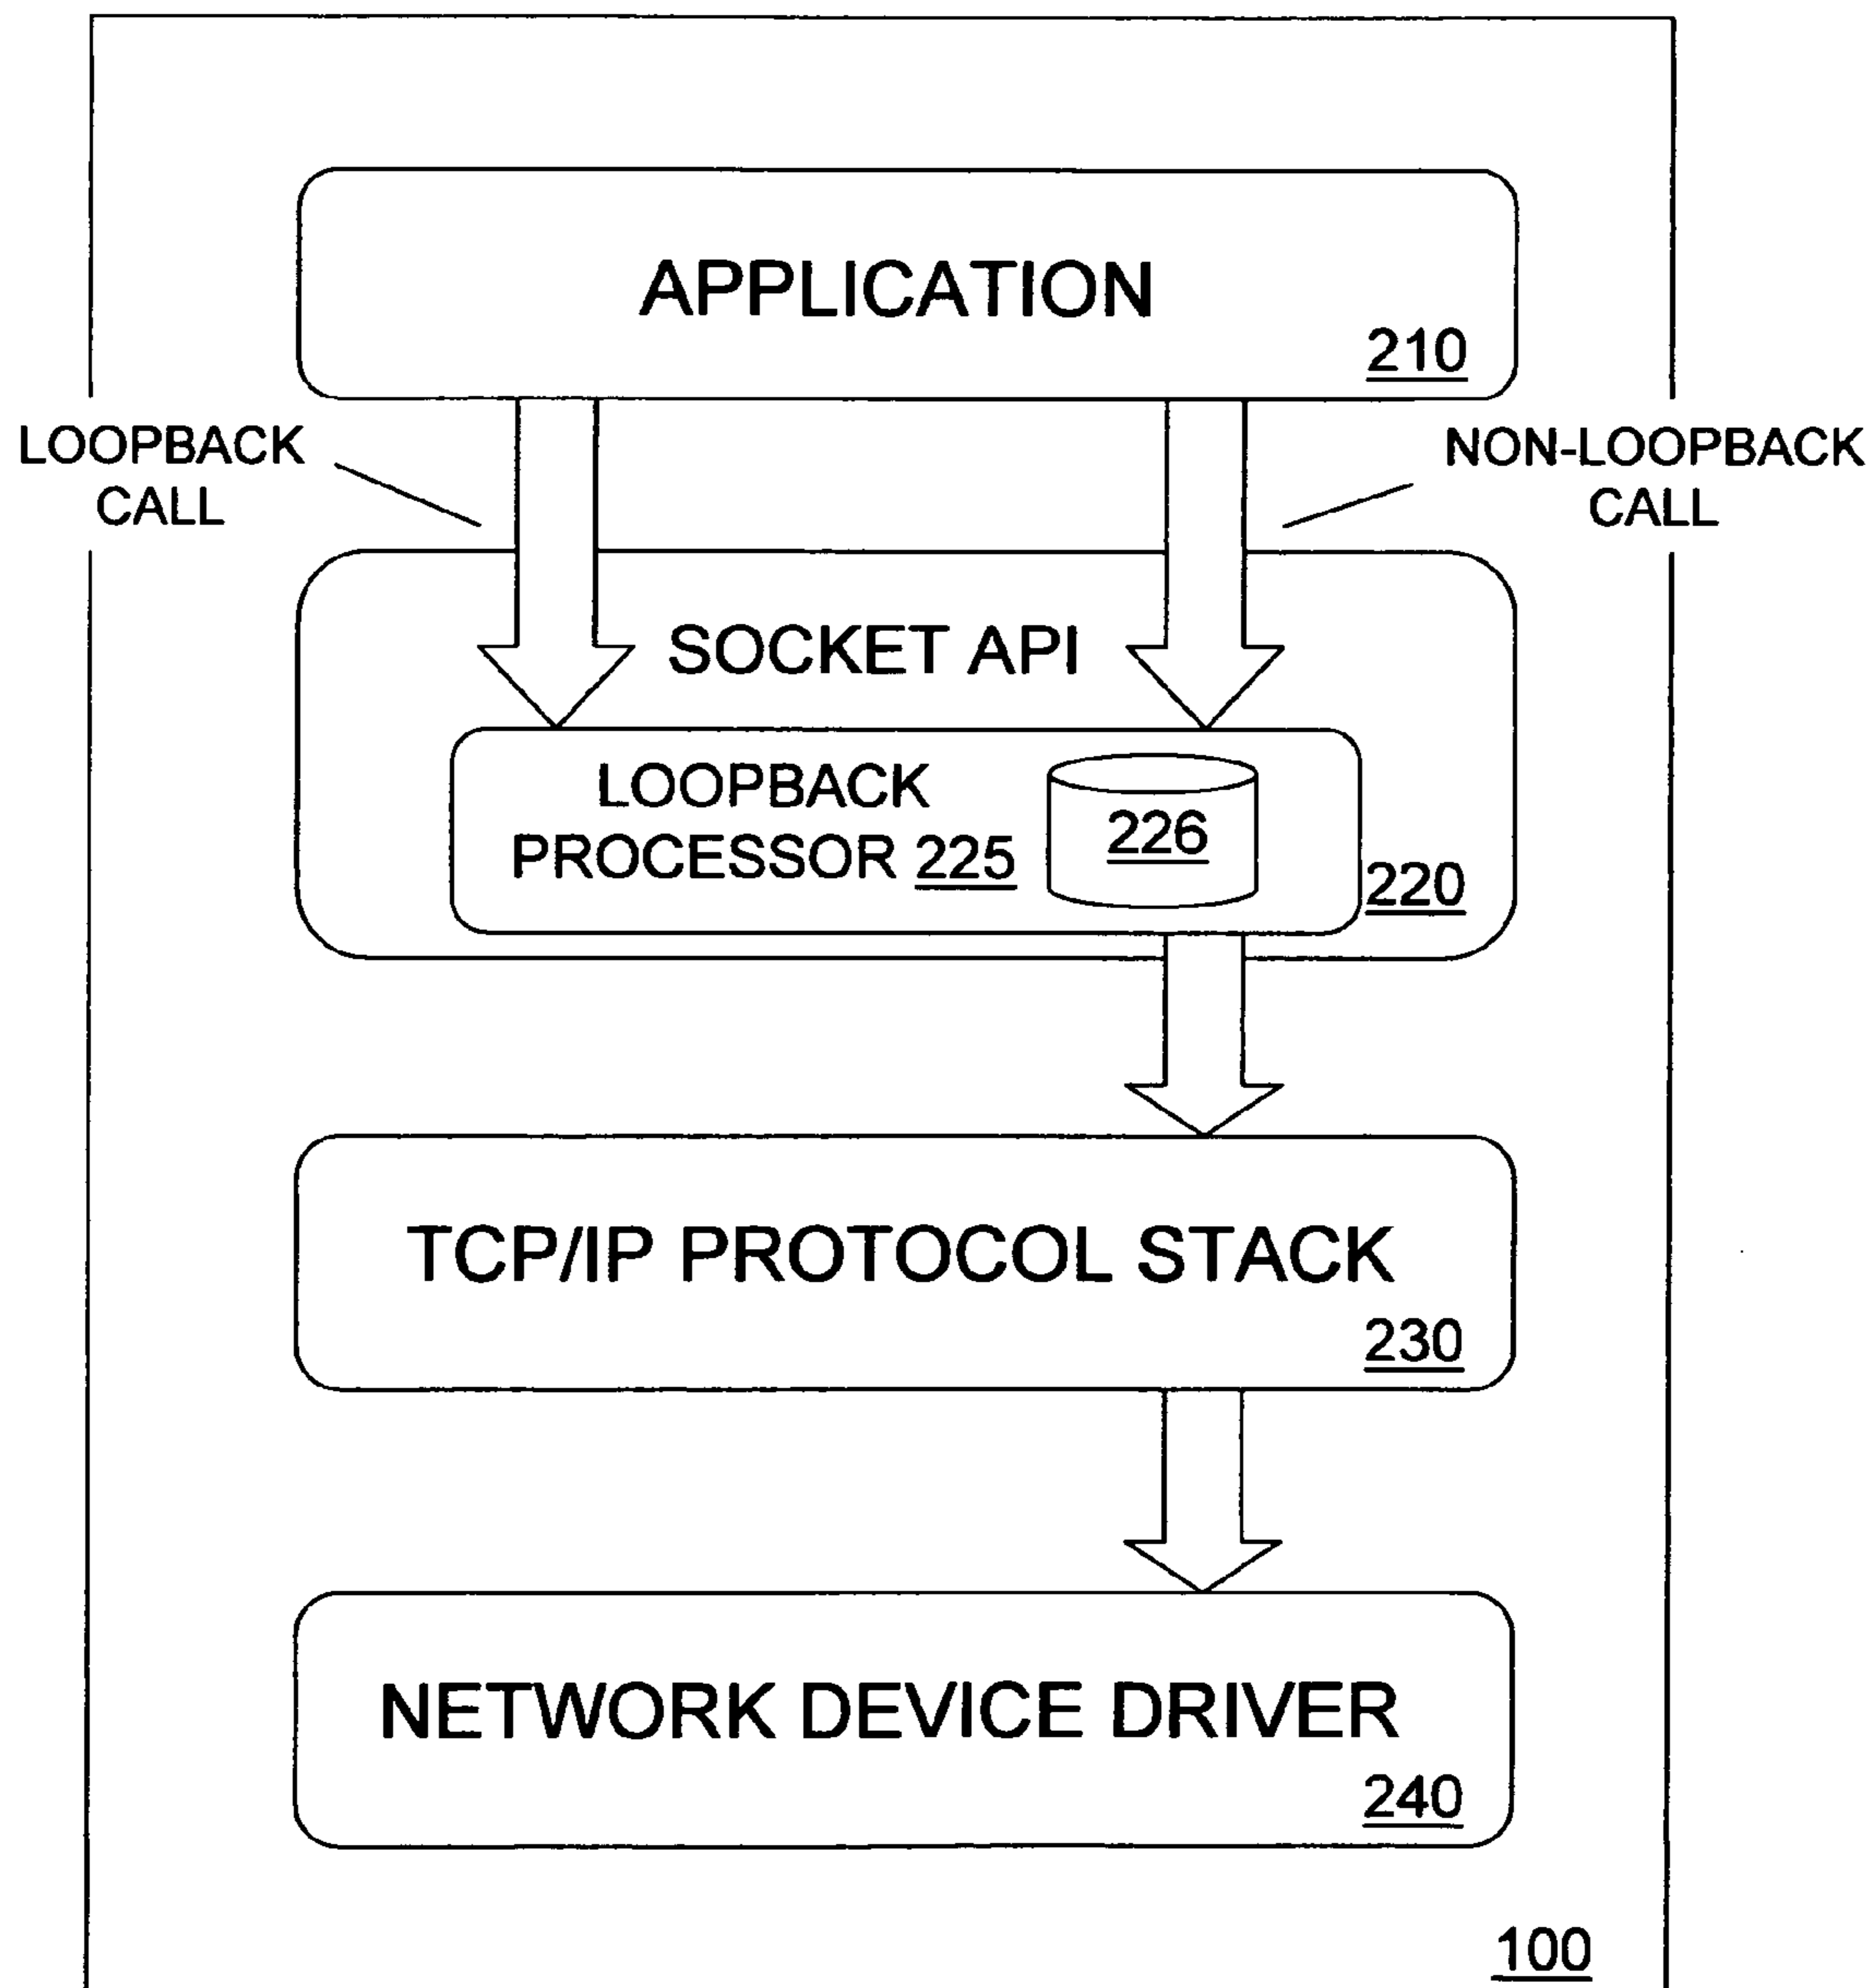 APPLICATION
210
LOOPBACK
CALL
NON-LOOPBACK
CALL
SOCKET API
LOOPBACK
PROCESSOR 225
226
220
TCP/IP PROTOCOL STACK
230
NETWORK DEVICE DRIVER
240
100